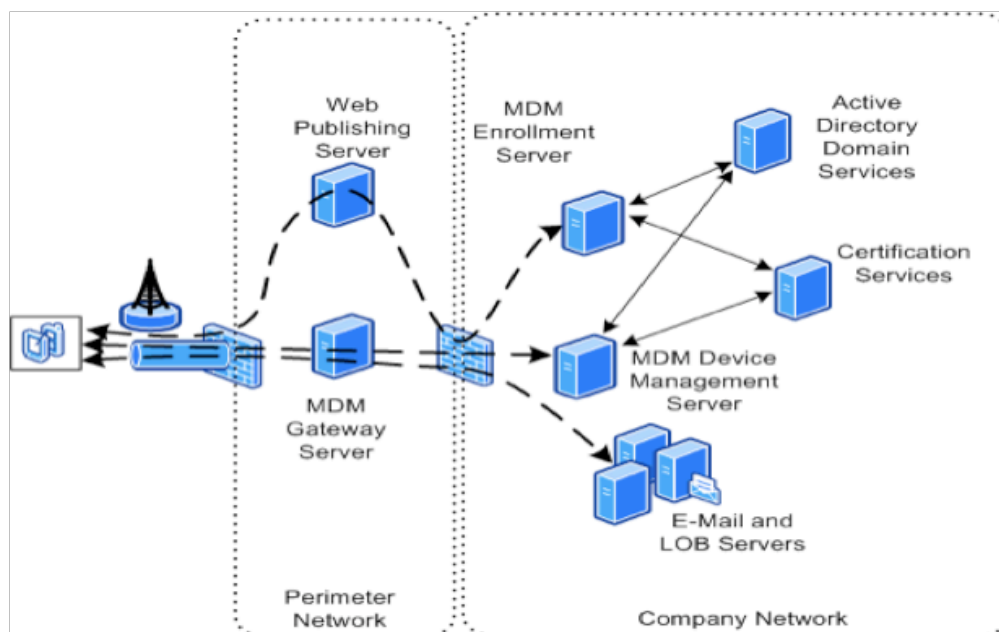 Web
Publishing
Server
MDM
Enrollment
Server
Active
Directory
Domain
Services
Certification
Services
MDM
Gateway
Server
MDM Device
Management
Server
E-Mail and
LOB Servers
Perimeter
Network
Company Network